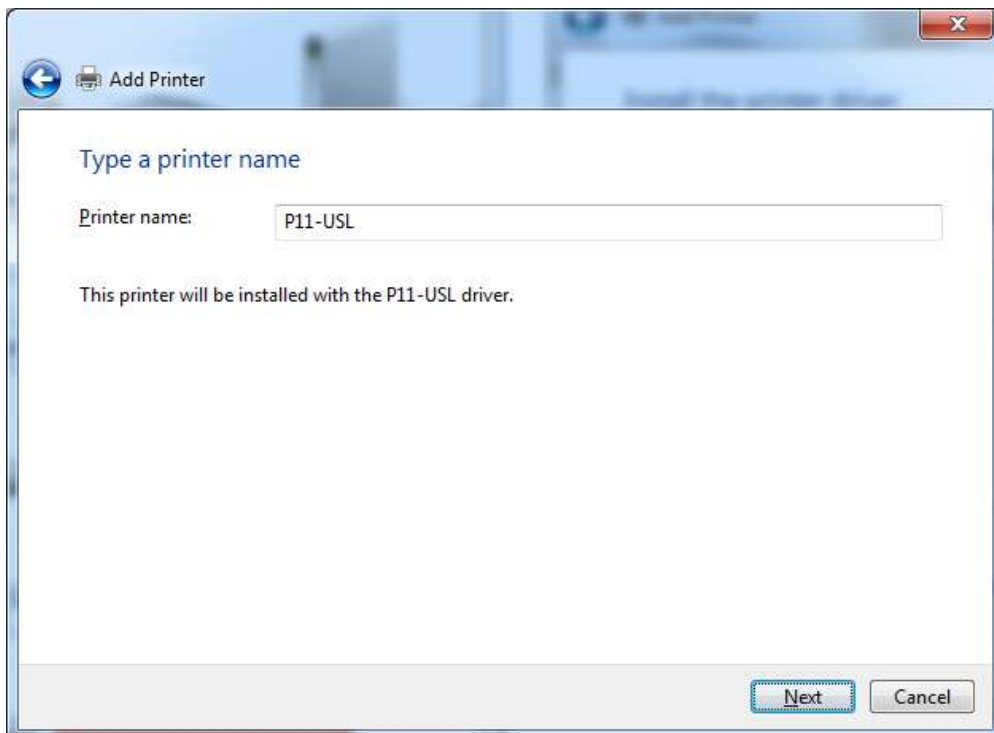 Add Printer
Type a printer name
Printer name: P11-USL
This printer will be installed with the P11-USL driver.
Next Cancel